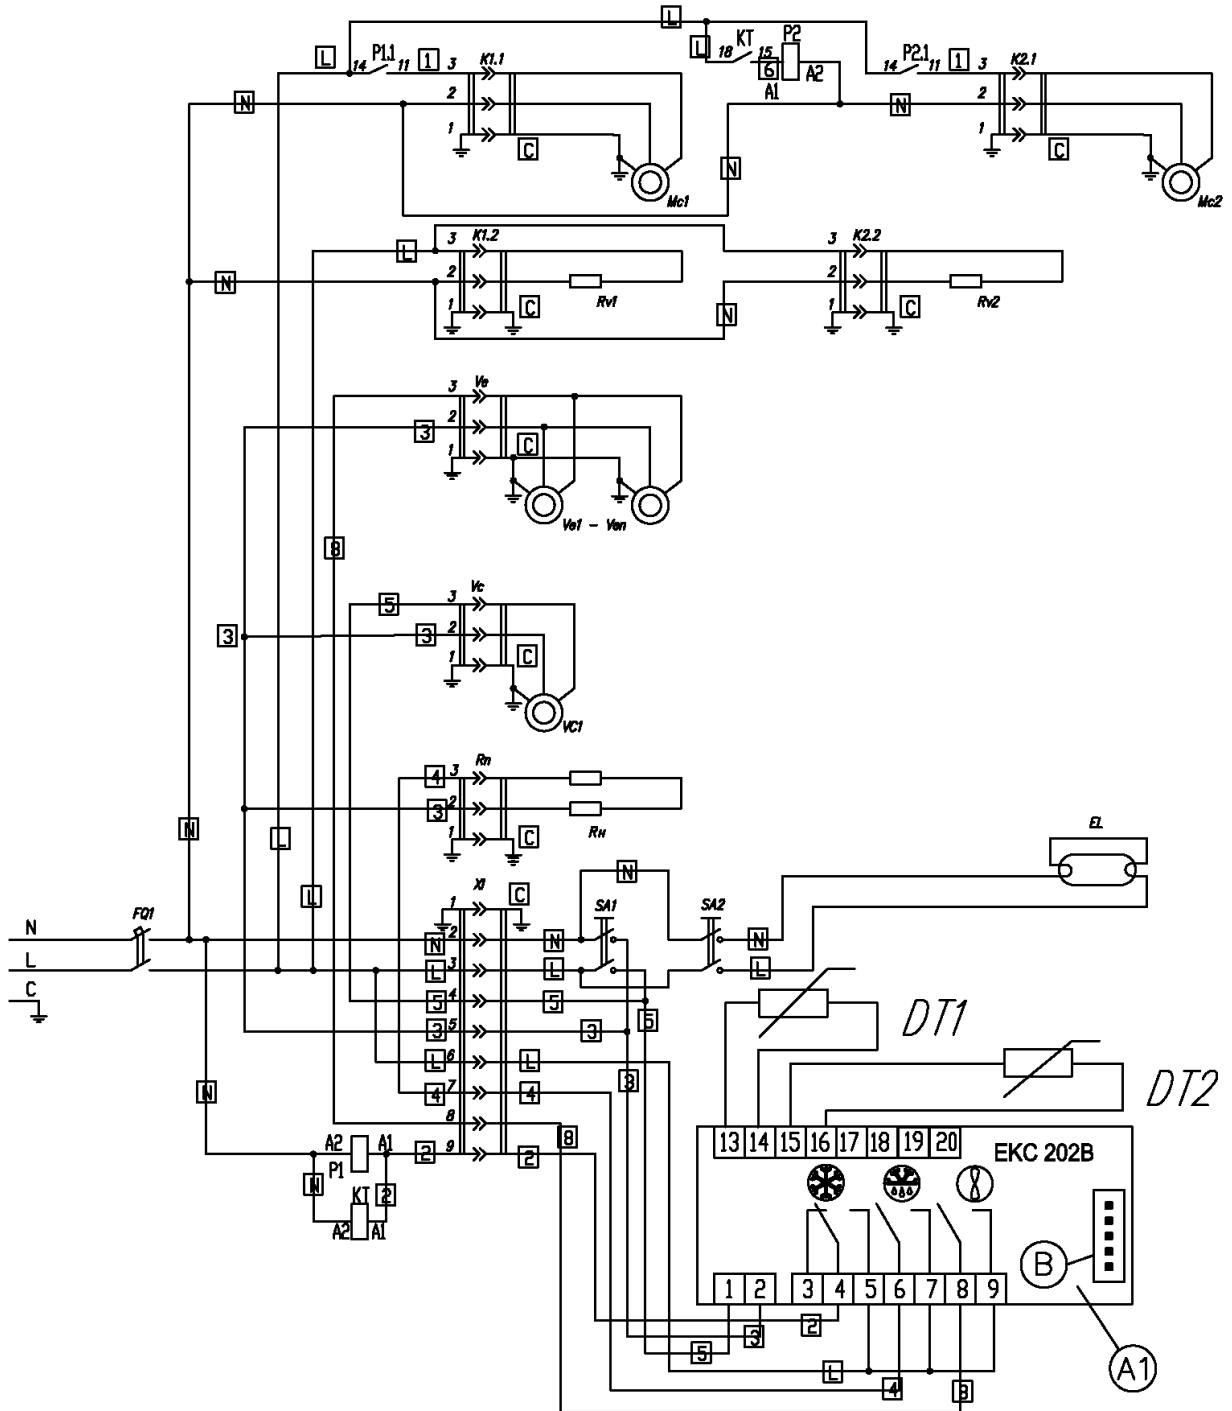 L
L L KT P2
P1.1 1 3 K1.1 18 15 P2.1 1 3 K2.1
14 11 6 A2 14 11
N 2 A1 N 2
1 C 1 C
N
Mc1 Mc2
3 K1.2 3 K2.2
L
N 2 2
1 C Rv1 N 1 C Rv2
3 Ve
3 2
1 C
Ve1 - Ven
8
5 3 Vc
3 3 2
1 C
VC1
4 3 Rn
3 2
1 C Rн
N L EL
L
X1
1 C N
N FQ1 N 2 N SA1 SA2 N
L L 3 L L
C 5 4 5 5
3 5 3 DT1
L 6 L
N 4 7 4 3 DT2
8 8
A2 A1 2 9 2
P1
N KT 2
A2 A1
13 14 15 16 17 18 19 20 EKC 202B
B
1 2 3 4 5 6 7 8 9
2
3
5
L A1
4 8